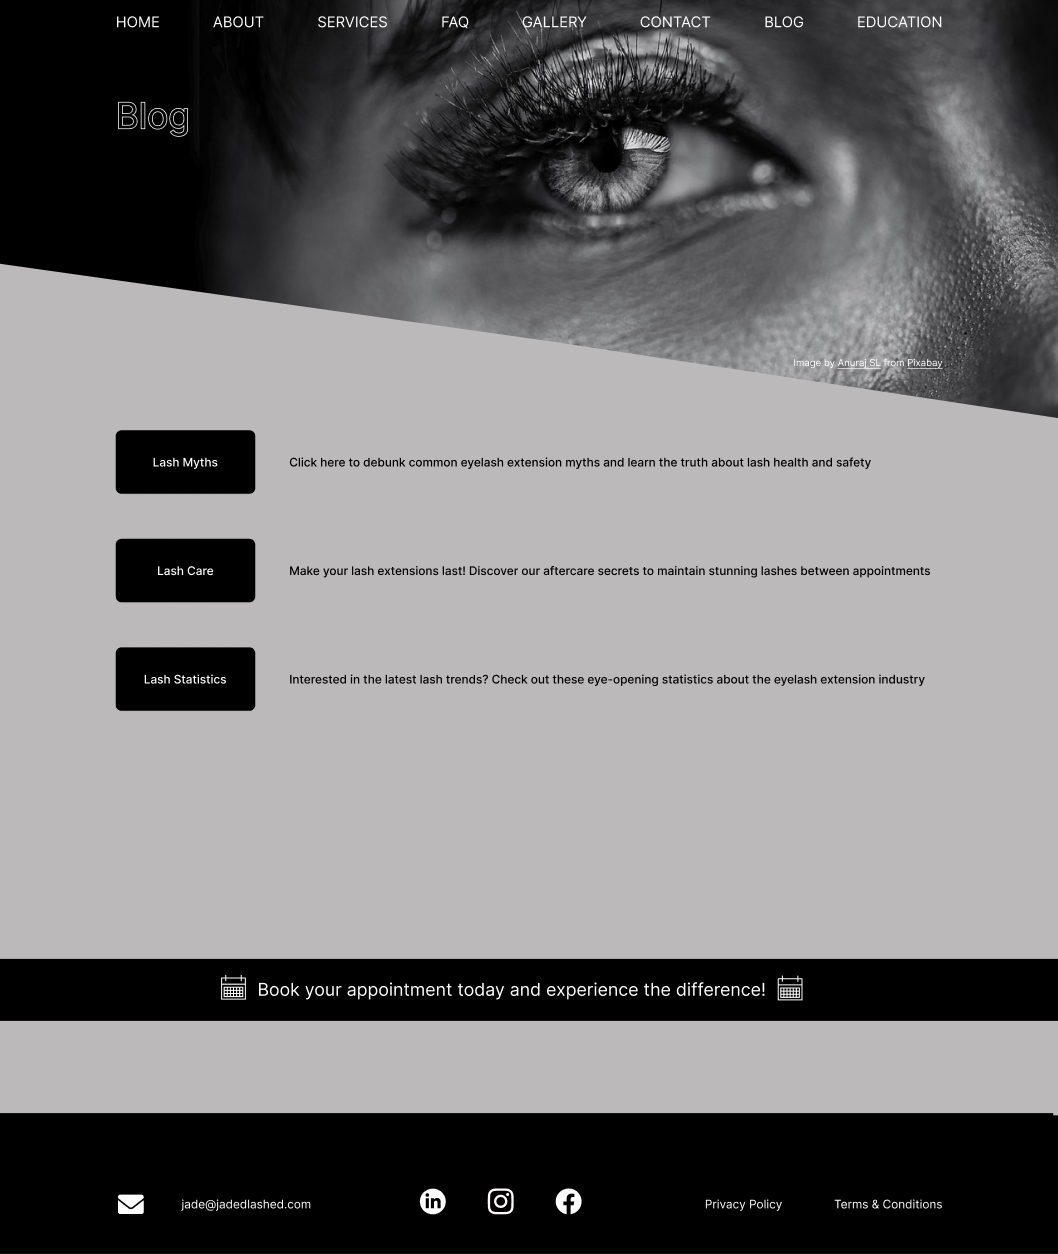 HOME ABOUT SERVICES FAQ GALLERY CONTACT BLOG EDUCATION
Blog
Image by Anuraj SL from Pixabay
Lash Myths Click here to debunk common eyelash extension myths and learn the truth about lash health and safety
Lash Care Make your lash extensions last! Discover our aftercare secrets to maintain stunning lashes between appointments
Lash Statistics Interested in the latest lash trends? Check out these eye-opening statistics about the eyelash extension industry
Book your appointment today and experience the difference!
jade@jadedlashed.com in Privacy Policy Terms & Conditions